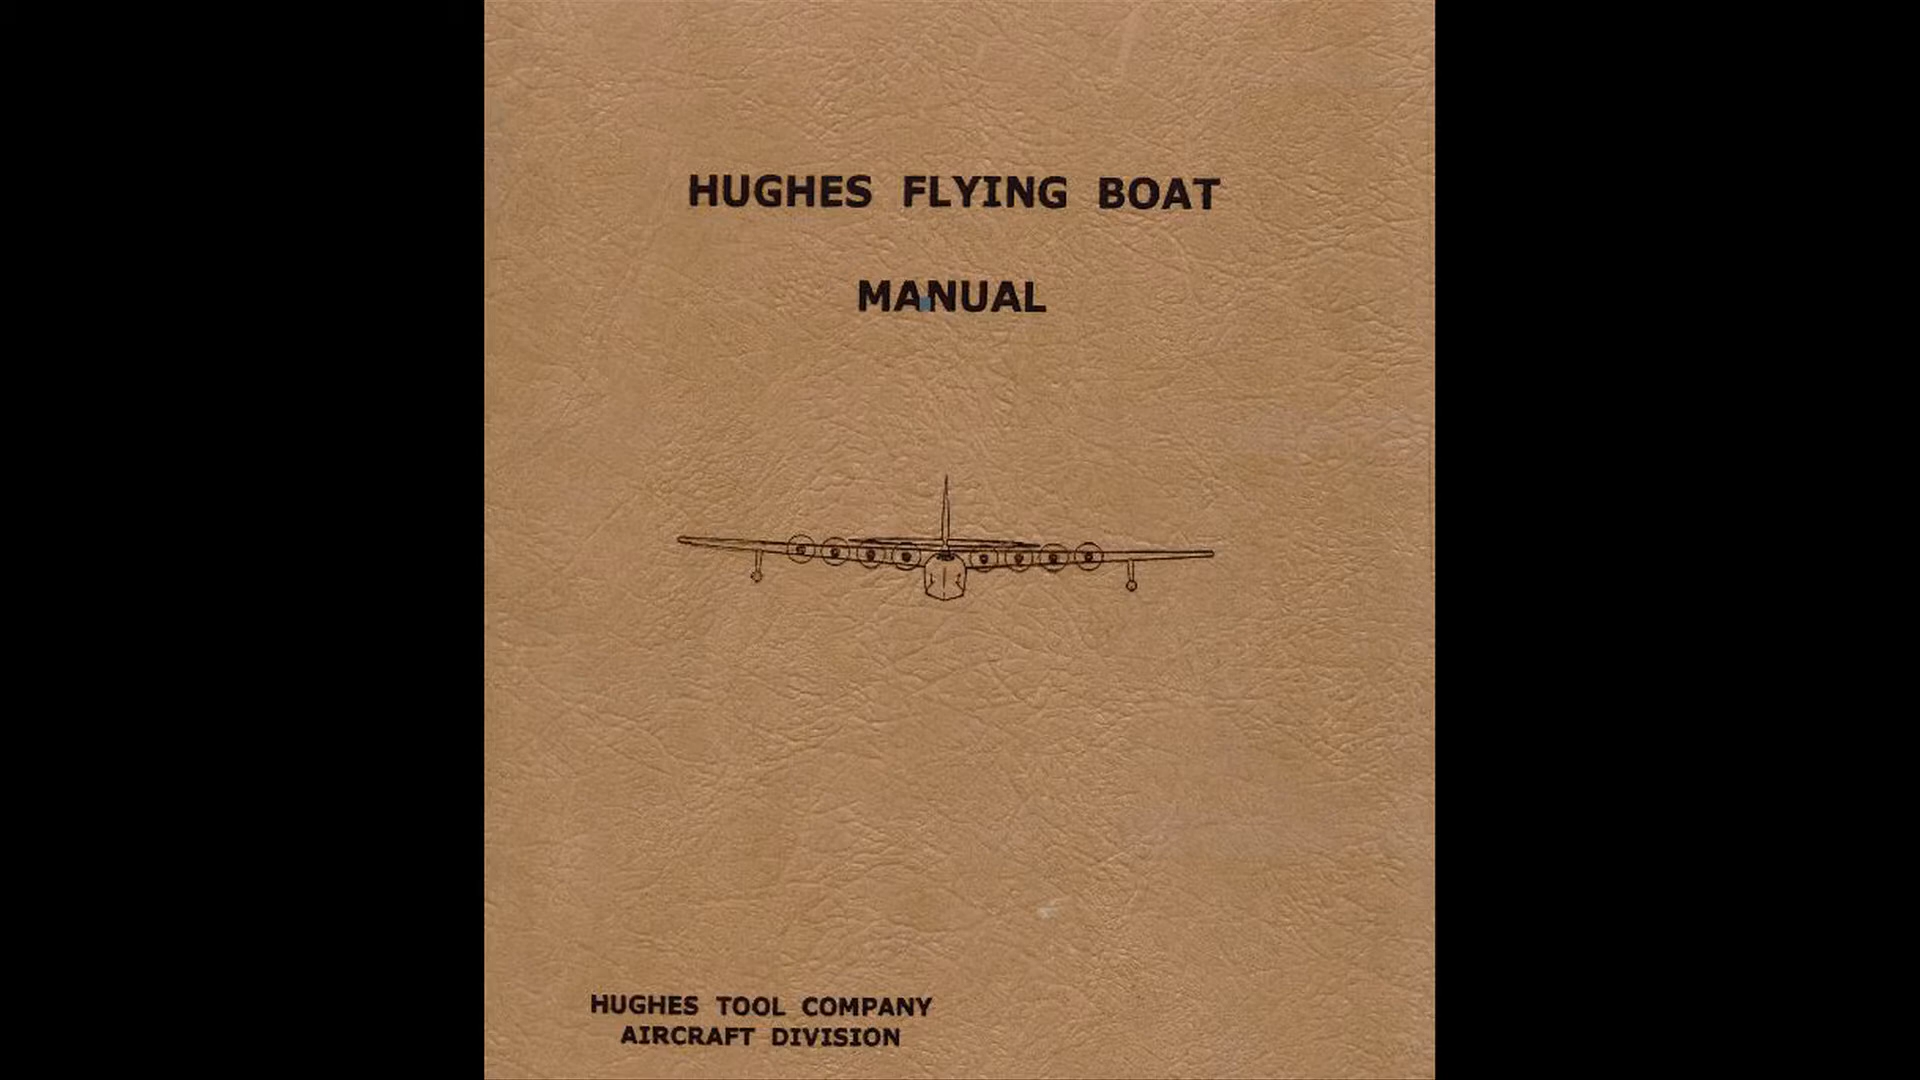 HUGHES FLYING BOAT
MANUAL
HUGHES TOOL COMPANY
AIRCRAFT DIVISION